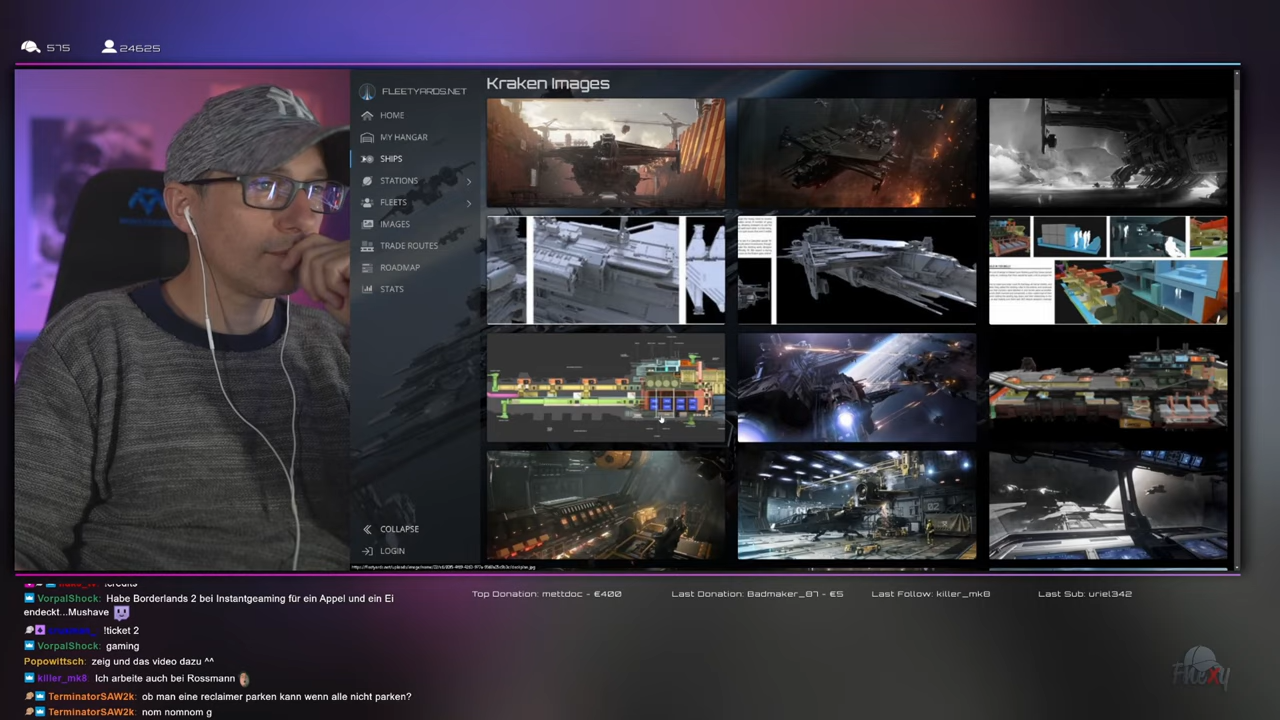 575
24625
FLEETYARDS.NET
Kraken Images
HOME
MY HANGAR
SHIPS
STATIONS
FLEETS
IMAGES
TRADE ROUTES
ROADMAP
STATS
COLLAPSE
LOGIN
!credits
VorpalShock: Habe Borderlands 2 bei Instantgeaming für ein Appel und ein Ei
endeckt...Mushave
!ticket 2
VorpalShock: gaming
Popowittsch: zeig und das video dazu ^^
killer_mk8: Ich arbeite auch bei Rossmann
TerminatorSAW2k: ob man eine reclaimer parken kann wenn alle nicht parken?
TerminatorSAW2k: nom nomnom g
Top Donation: mettdoc - €400
Last Donation: Badmaker_87 - €5
Last Follow: killer_mk8
Last Sub: uriel342
Fhexy